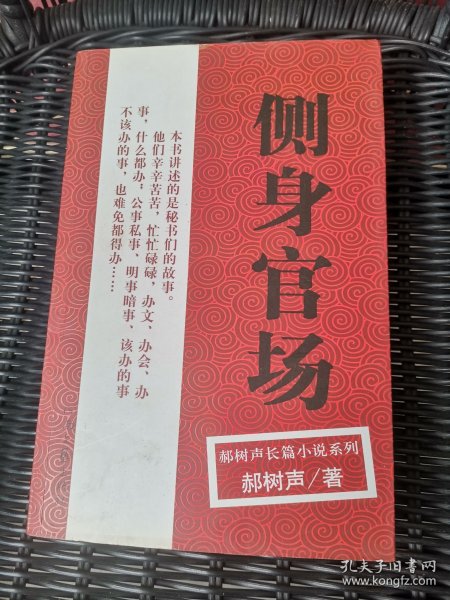 侧身官场
本书讲述的是秘书们的故事。
他们辛辛苦苦，忙忙碌碌，办文、办会、办
事，什么都办；公事私事、明事暗事、该办的事
不该办的事，也难免都得办……
郝树声长篇小说系列
郝树声/著
孔夫子旧书网
www.kongfz.com